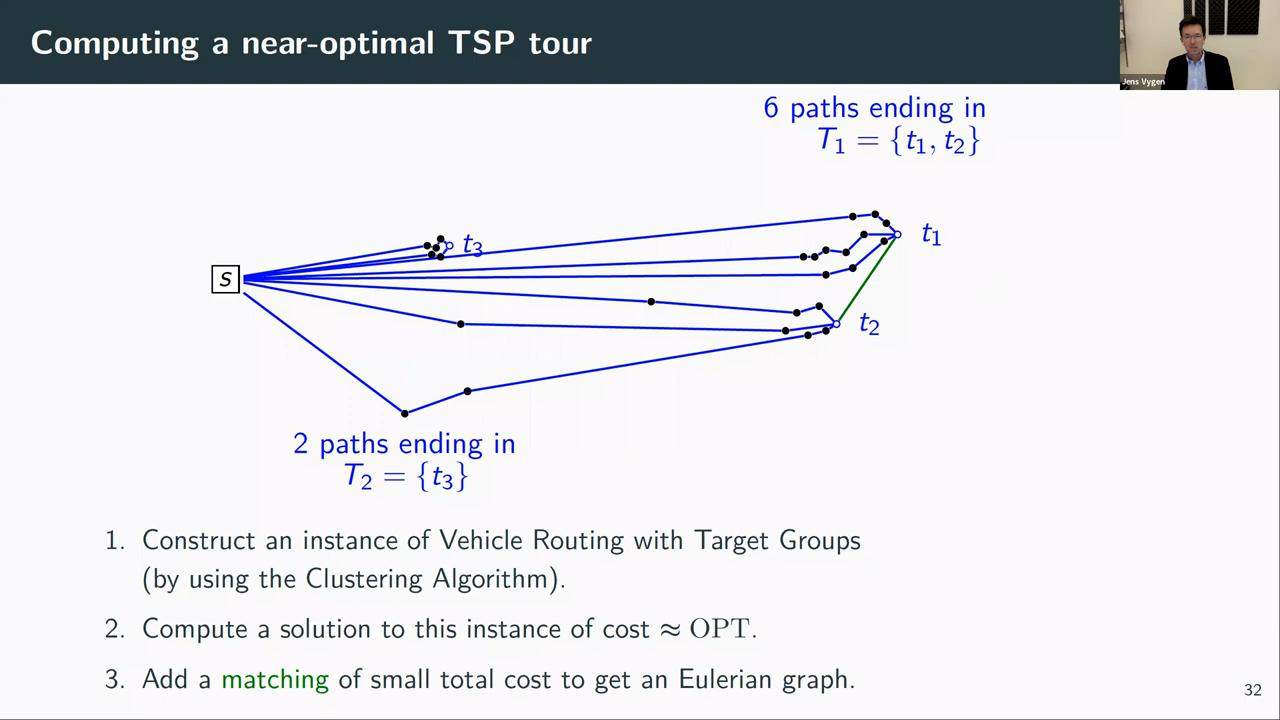 Computing a near-optimal TSP tour
Jens Vygen
6 paths ending in
T₁ = {t₁, t₂}
t₃
t₁
s
t₂
2 paths ending in
T₂ = {t₃}
1. Construct an instance of Vehicle Routing with Target Groups
(by using the Clustering Algorithm).
2. Compute a solution to this instance of cost ≈ OPT.
3. Add a matching of small total cost to get an Eulerian graph.
32